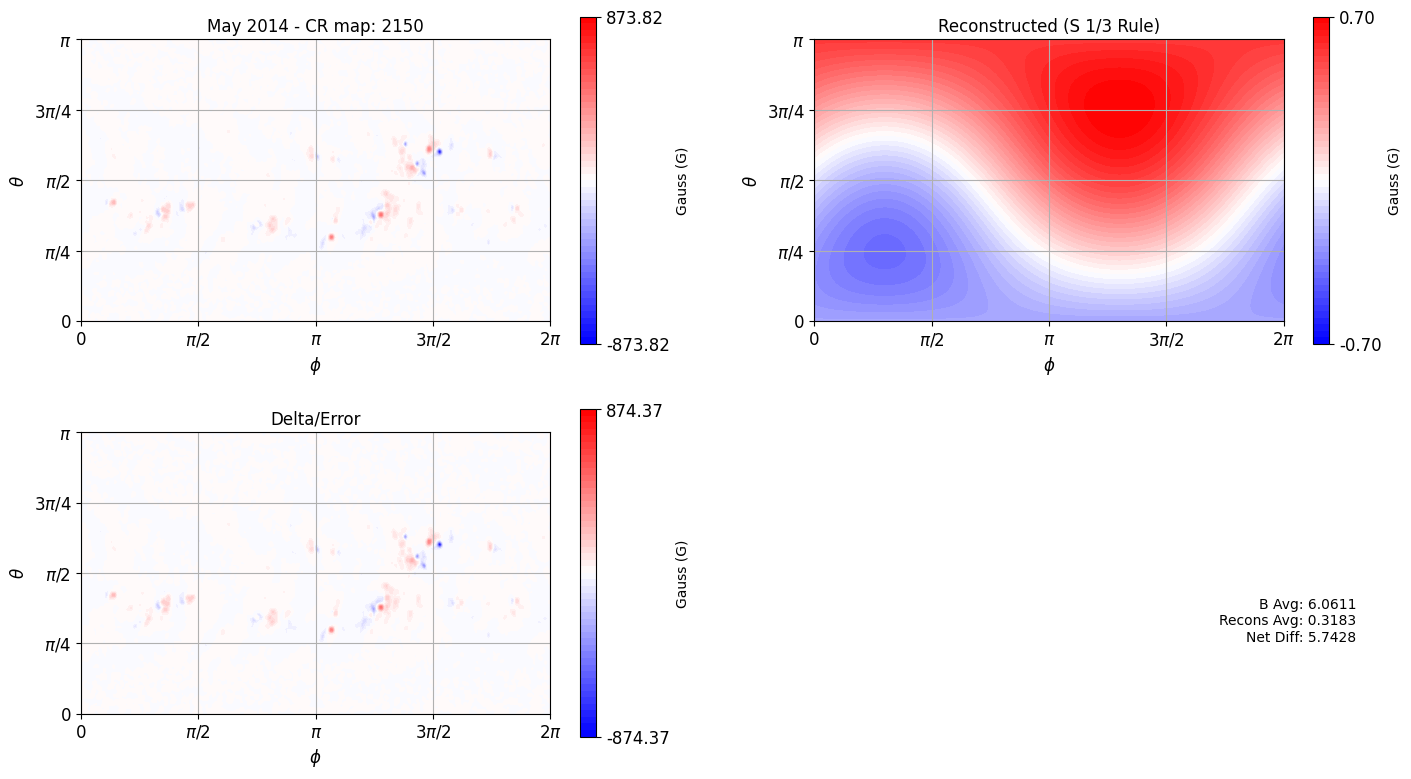 May 2014 - CR map: 2150
π
3π/4
π/2
π/4
0
θ
0 π/2 π 3π/2 2π
ϕ
873.82
-873.82
Gauss (G)
Reconstructed (S 1/3 Rule)
π
3π/4
π/2
π/4
0
θ
0 π/2 π 3π/2 2π
ϕ
0.70
-0.70
Gauss (G)
Delta/Error
π
3π/4
π/2
π/4
0
θ
0 π/2 π 3π/2 2π
ϕ
874.37
-874.37
Gauss (G)
B Avg: 6.0611
Recons Avg: 0.3183
Net Diff: 5.7428